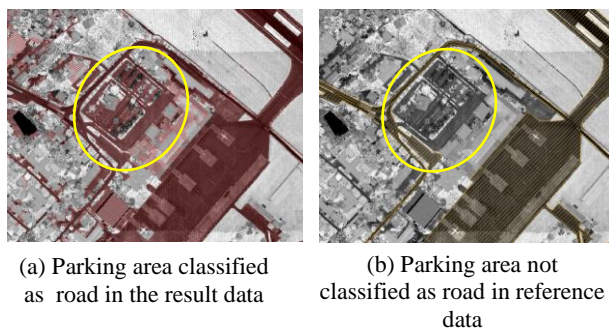 (a) Parking area classified
as road in the result data
(b) Parking area not
classified as road in reference
data